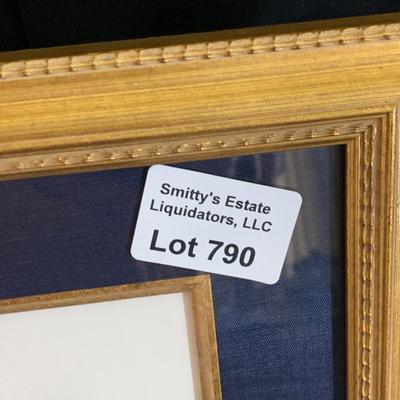 Smitty's Estate
Liquidators, LLC
Lot 790